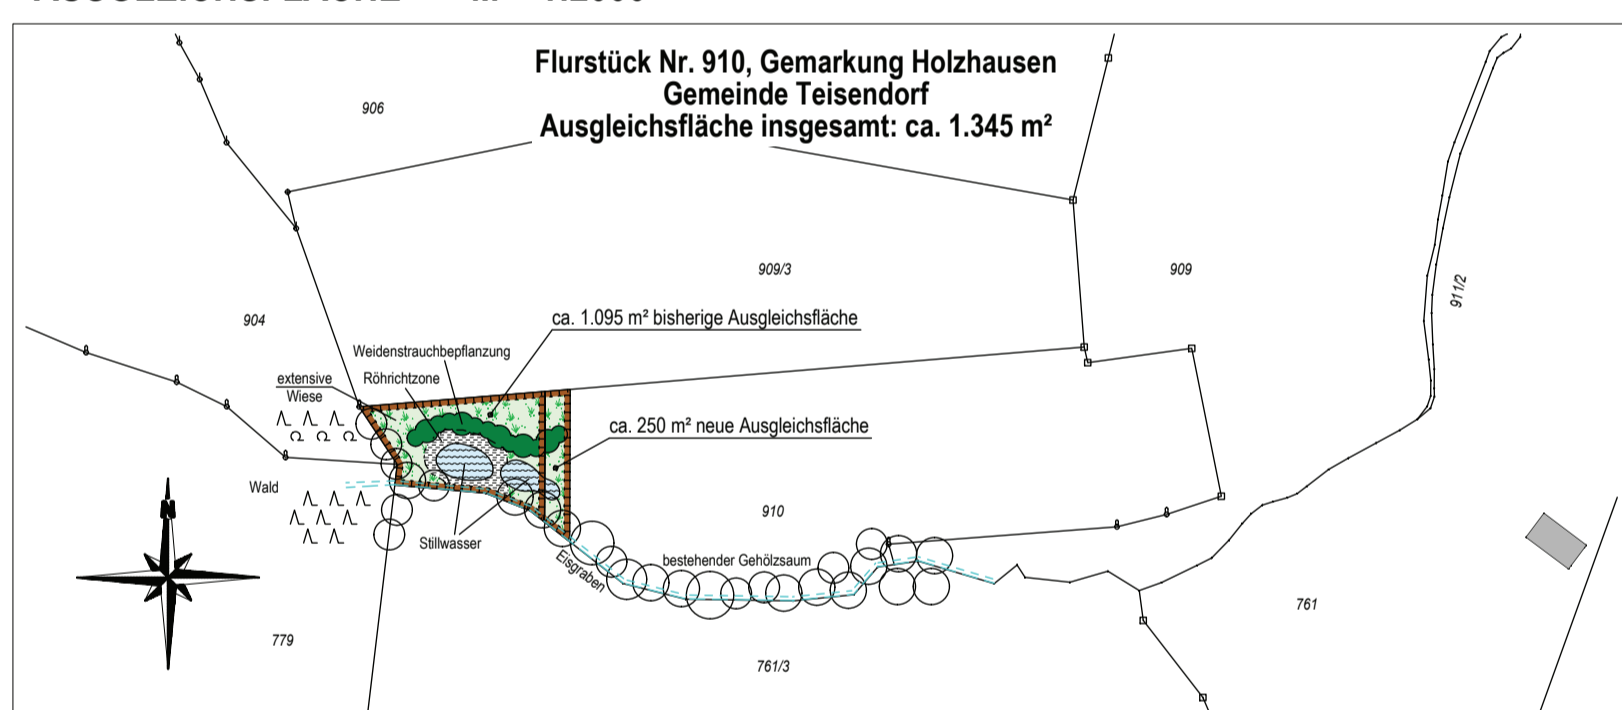 Flurstück Nr. 910, Gemarkung Holzhausen
Gemeinde Teisendorf
Ausgleichsfläche insgesamt: ca. 1.345 m²
906
909/3
909
911/2
904
ca. 1.095 m² bisherige Ausgleichsfläche
Weidenstrauchbepflanzung
extensive
Wiese
Röhrichtzone
ca. 250 m² neue Ausgleichsfläche
Wald
N
910
Stillwasser
Eisgraben
bestehender Gehölzsaum
761
779
761/3